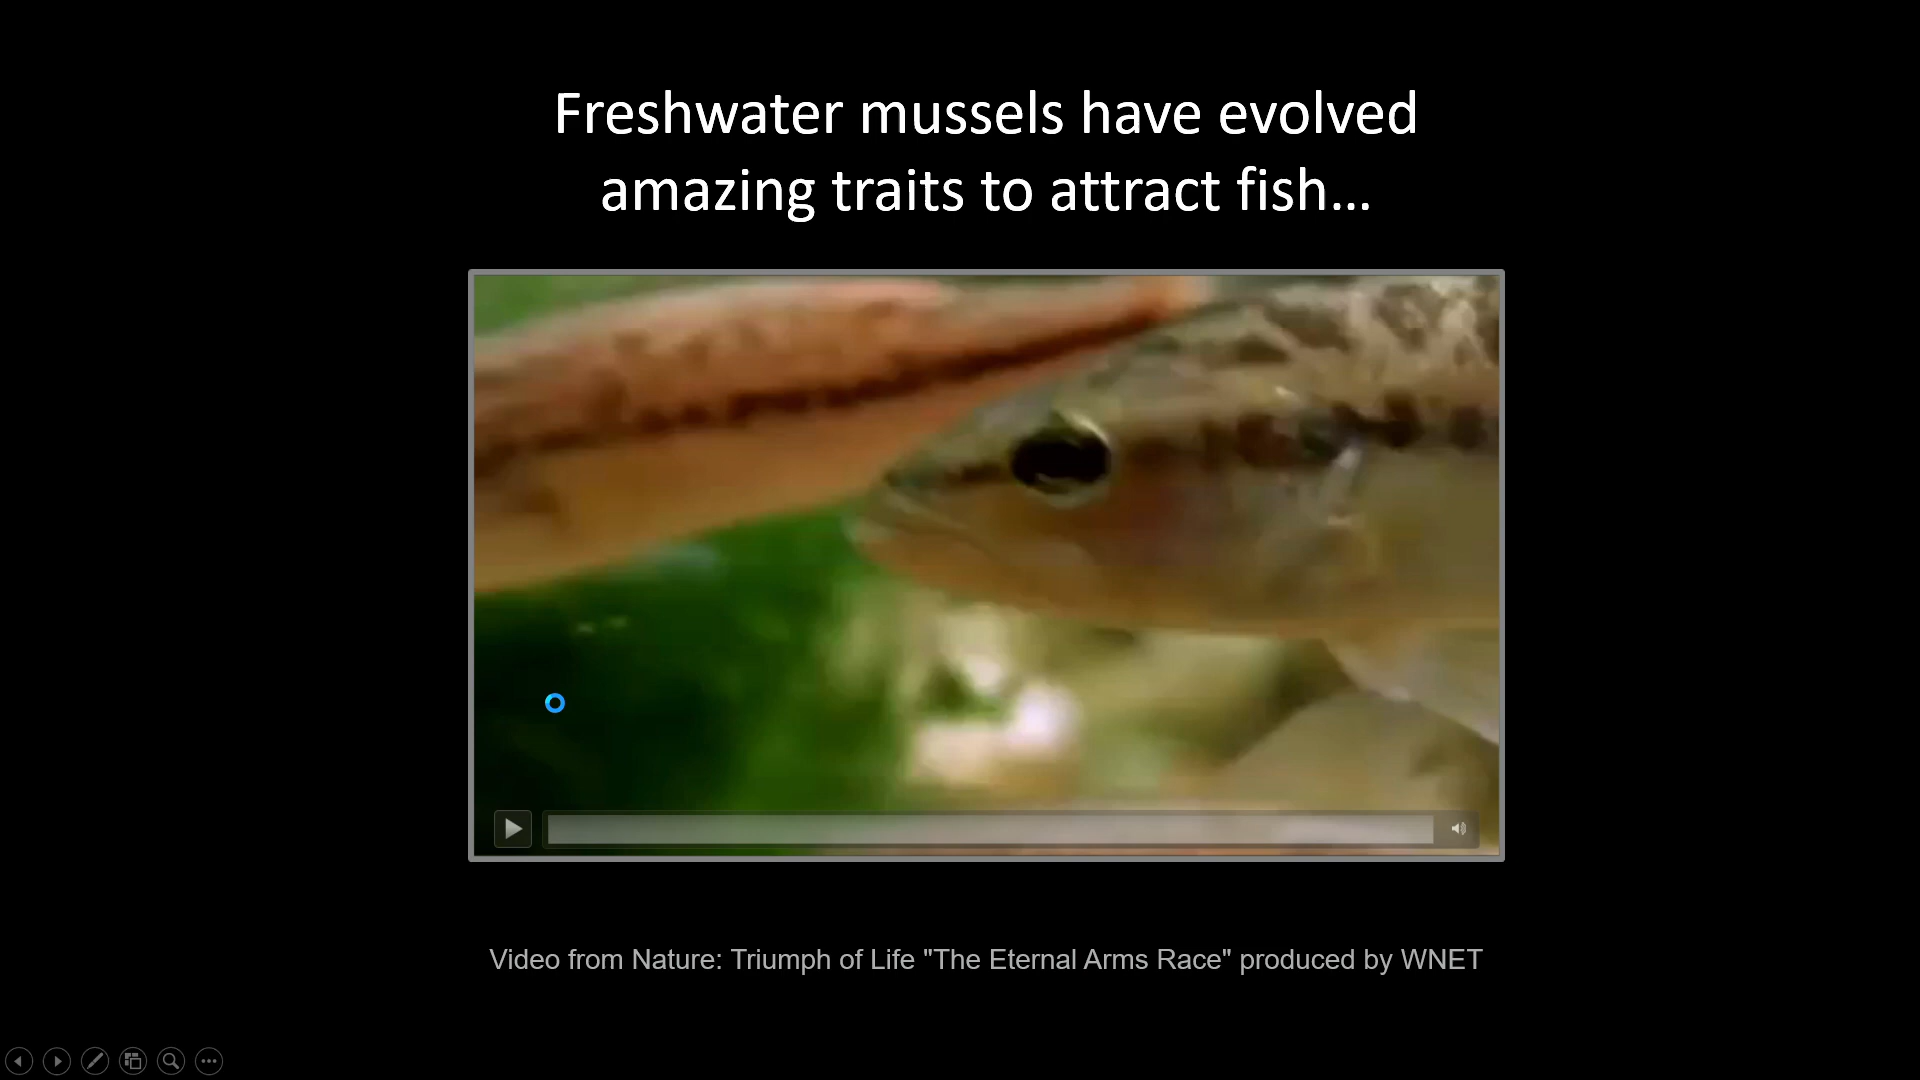 Freshwater mussels have evolved
amazing traits to attract fish...
Video from Nature: Triumph of Life "The Eternal Arms Race" produced by WNET